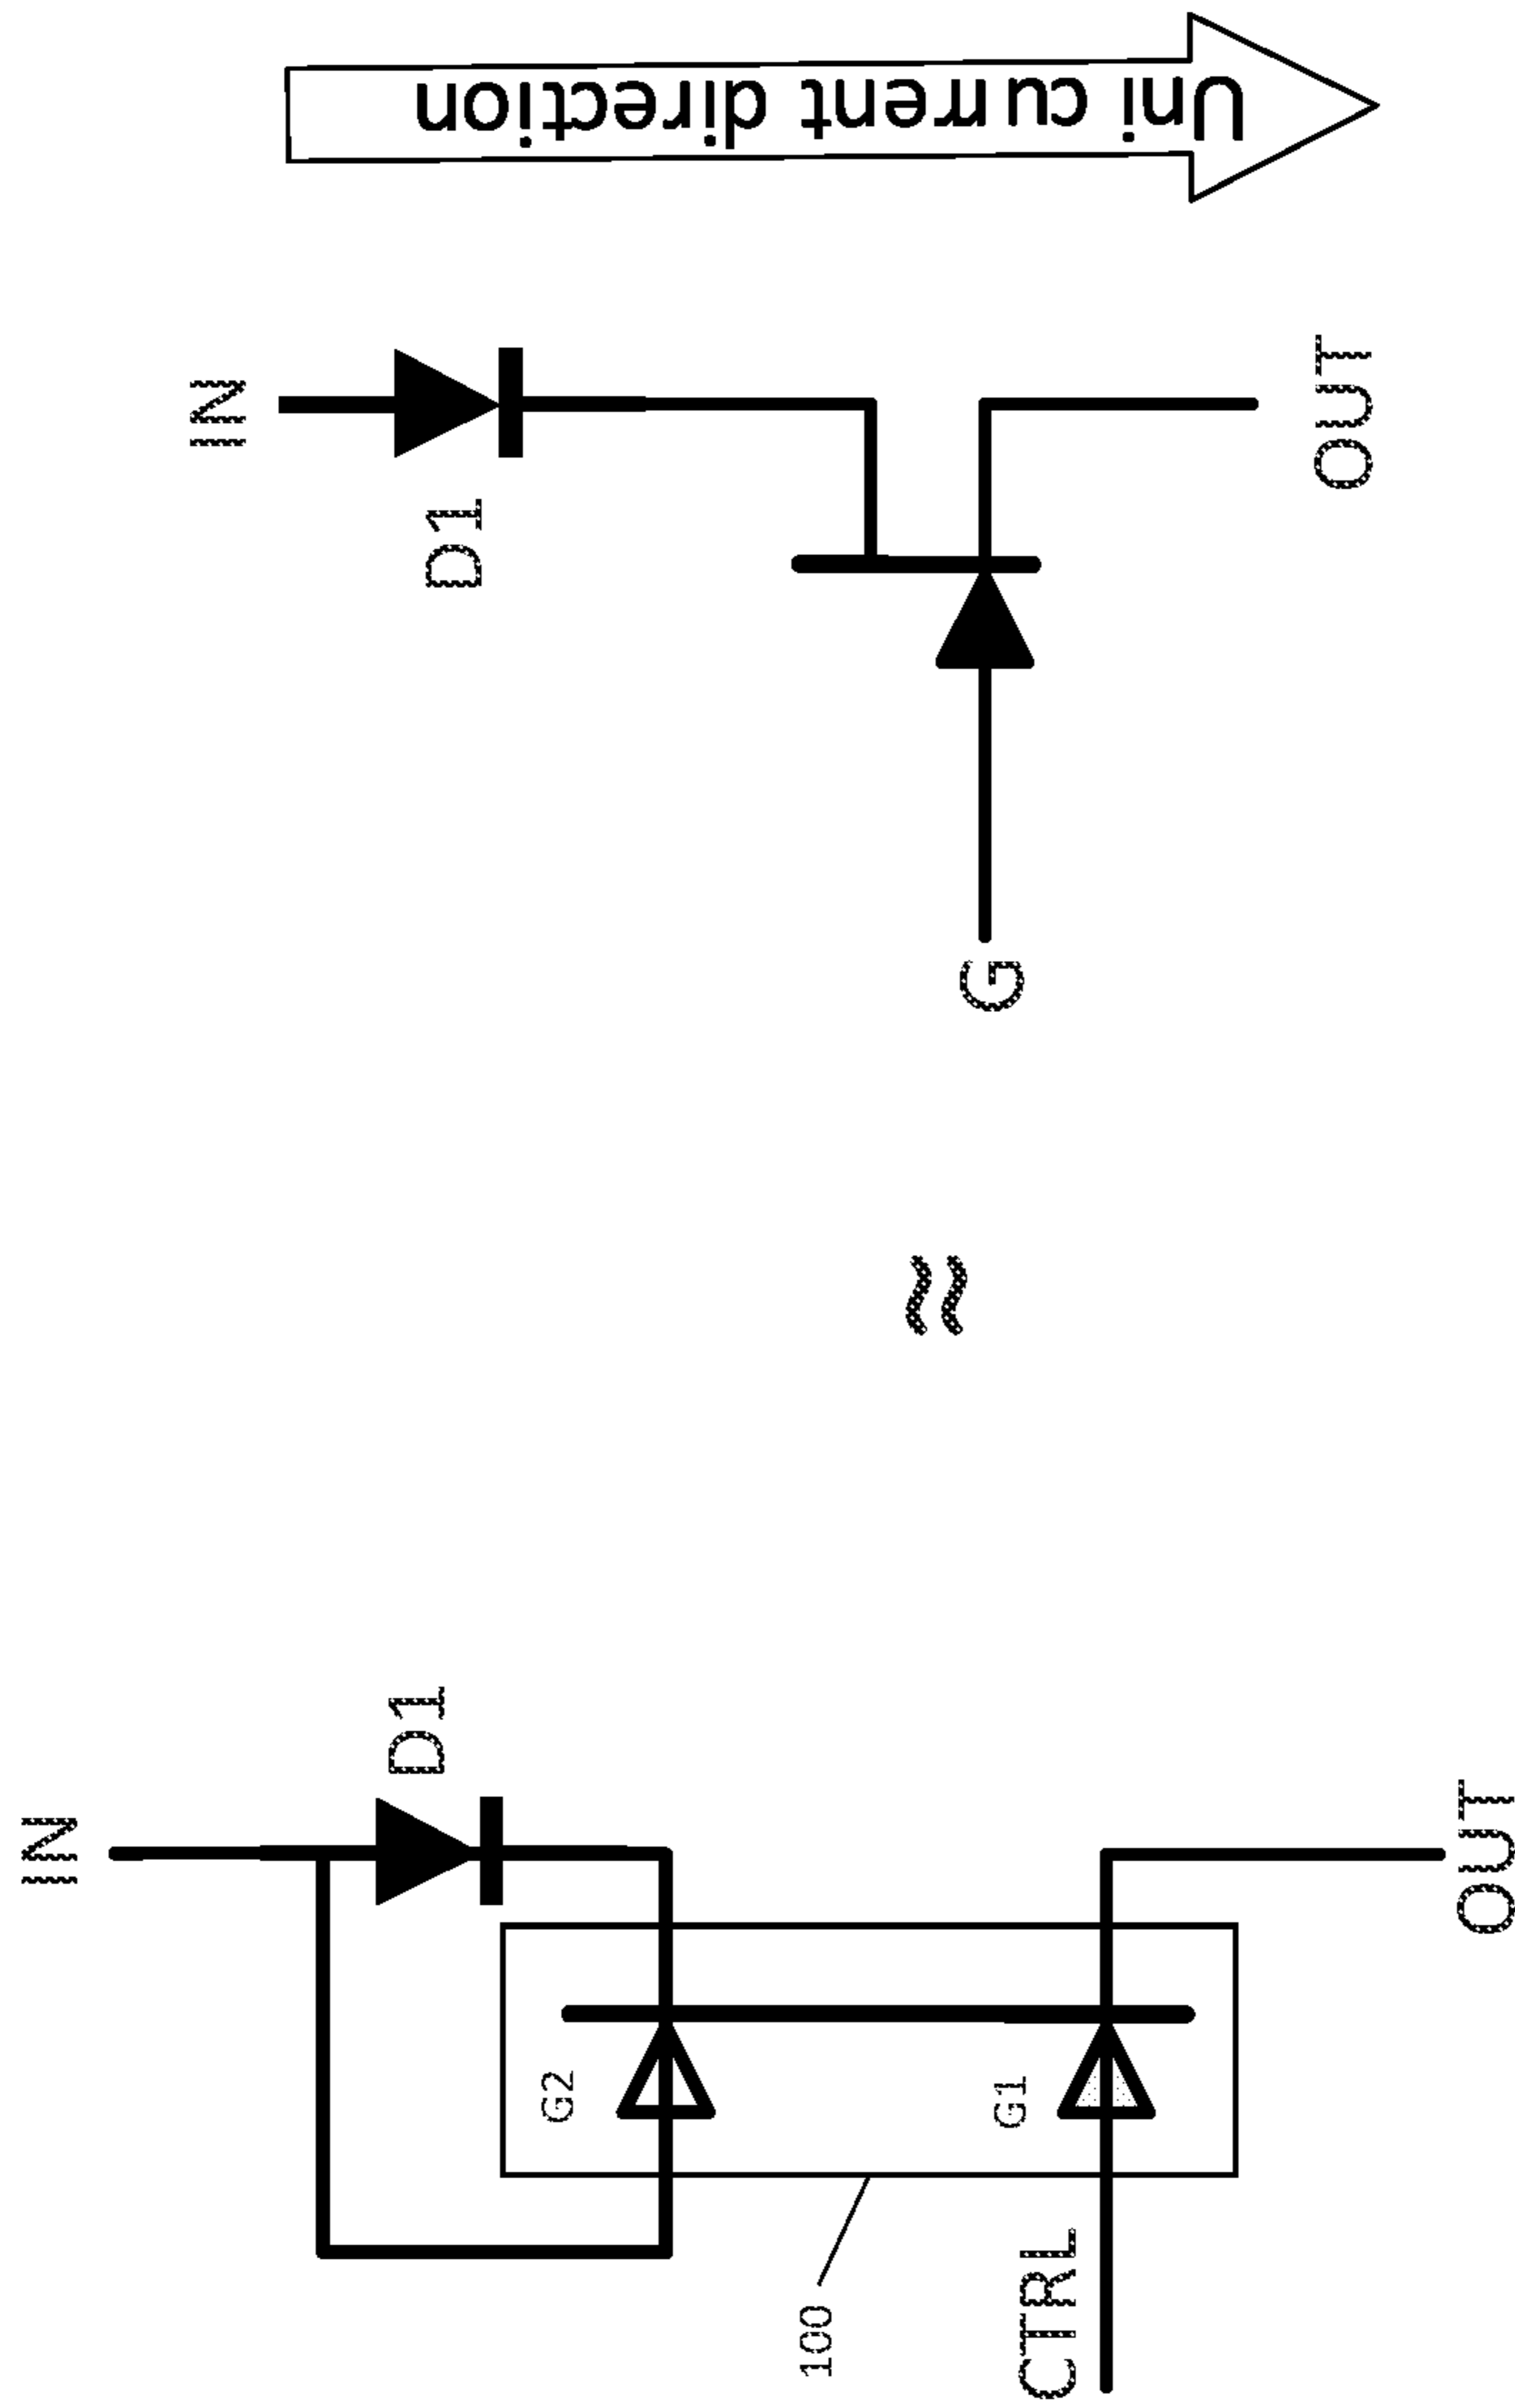 IN
D1
G2
G1
100
CTRL
OUT
≈
IN
D1
G
OUT
Uni current direction